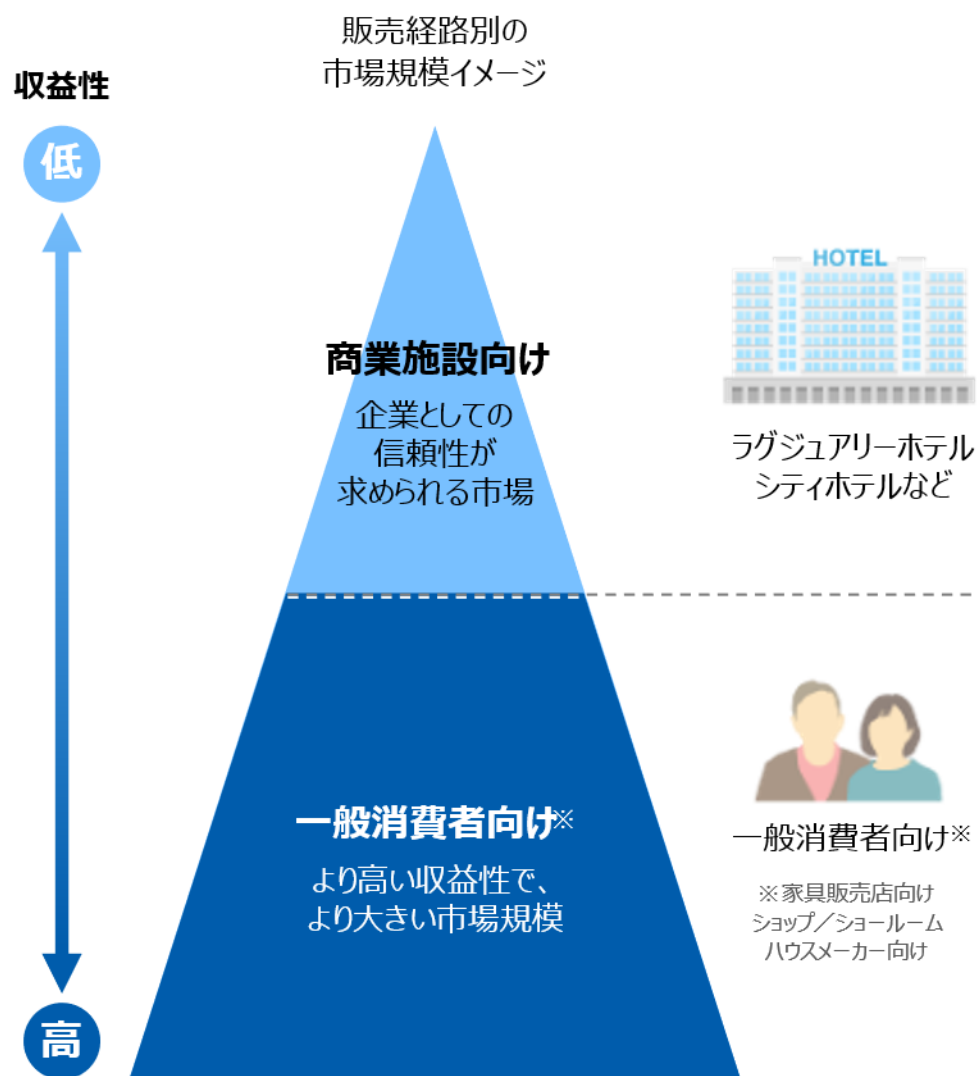 販売経路別の
市場規模イメージ
収益性
低
HOTEL
商業施設向け
企業としての
信頼性が
求められる市場
ラグジュアリーホテル
シティホテルなど
一般消費者向け※
より高い収益性で、
より大きい市場規模
一般消費者向け※
※家具販売店向け
ショップ／ショールーム
ハウスメーカー向け
高